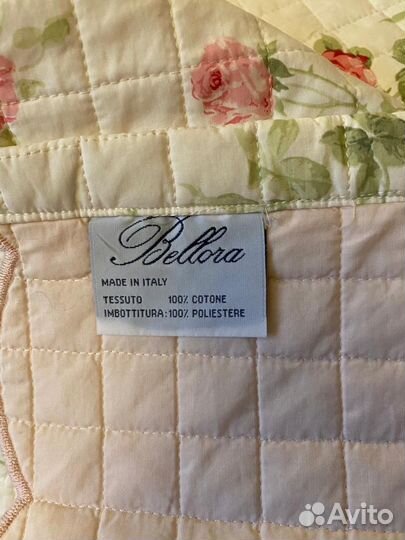 Bellora
MADE IN ITALY
TESSUTO 100% COTONE
IMBOTTITURA: 100% POLIESTERE
Avito